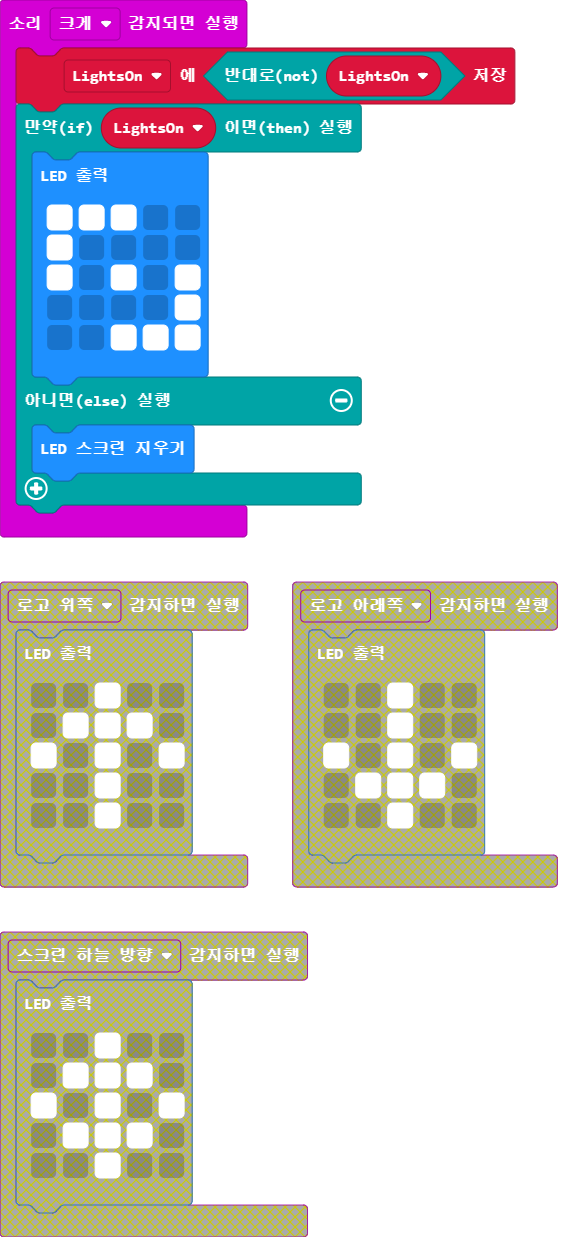 소리 크게 감지되면 실행
LightsOn 에 반대로(not) LightsOn 저장
만약(if) LightsOn 이면(then) 실행
LED 출력
아니면(else) 실행
LED 스크린 지우기
로고 위쪽 감지하면 실행
LED 출력
로고 아래쪽 감지하면 실행
LED 출력
스크린 하늘 방향 감지하면 실행
LED 출력